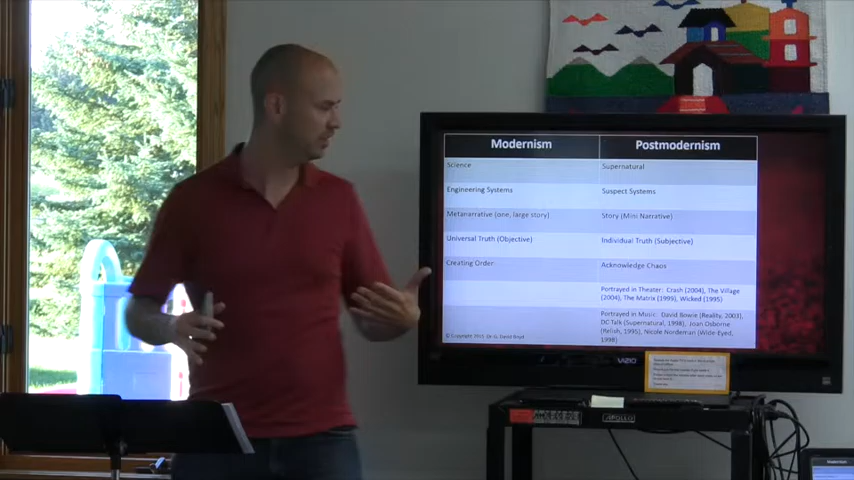 Modernism Postmodernism
Science Supernatural
Engineering Systems Suspect Systems
Metanarrative (one, large story) Story (Mini Narrative)
Universal Truth (Objective) Individual Truth (Subjective)
Creating Order Acknowledge Chaos
Portrayed in Theater: Crash (2004), The Village
(2004), The Matrix (1999), Wicked (1995)
Portrayed in Music: David Bowie (Reality, 2003),
DC Talk (Supernatural, 1998), Joan Osborne
(Relish, 1995), Nicole Nordeman (Wide-Eyed,
1998)
VIZIO
APOLLO